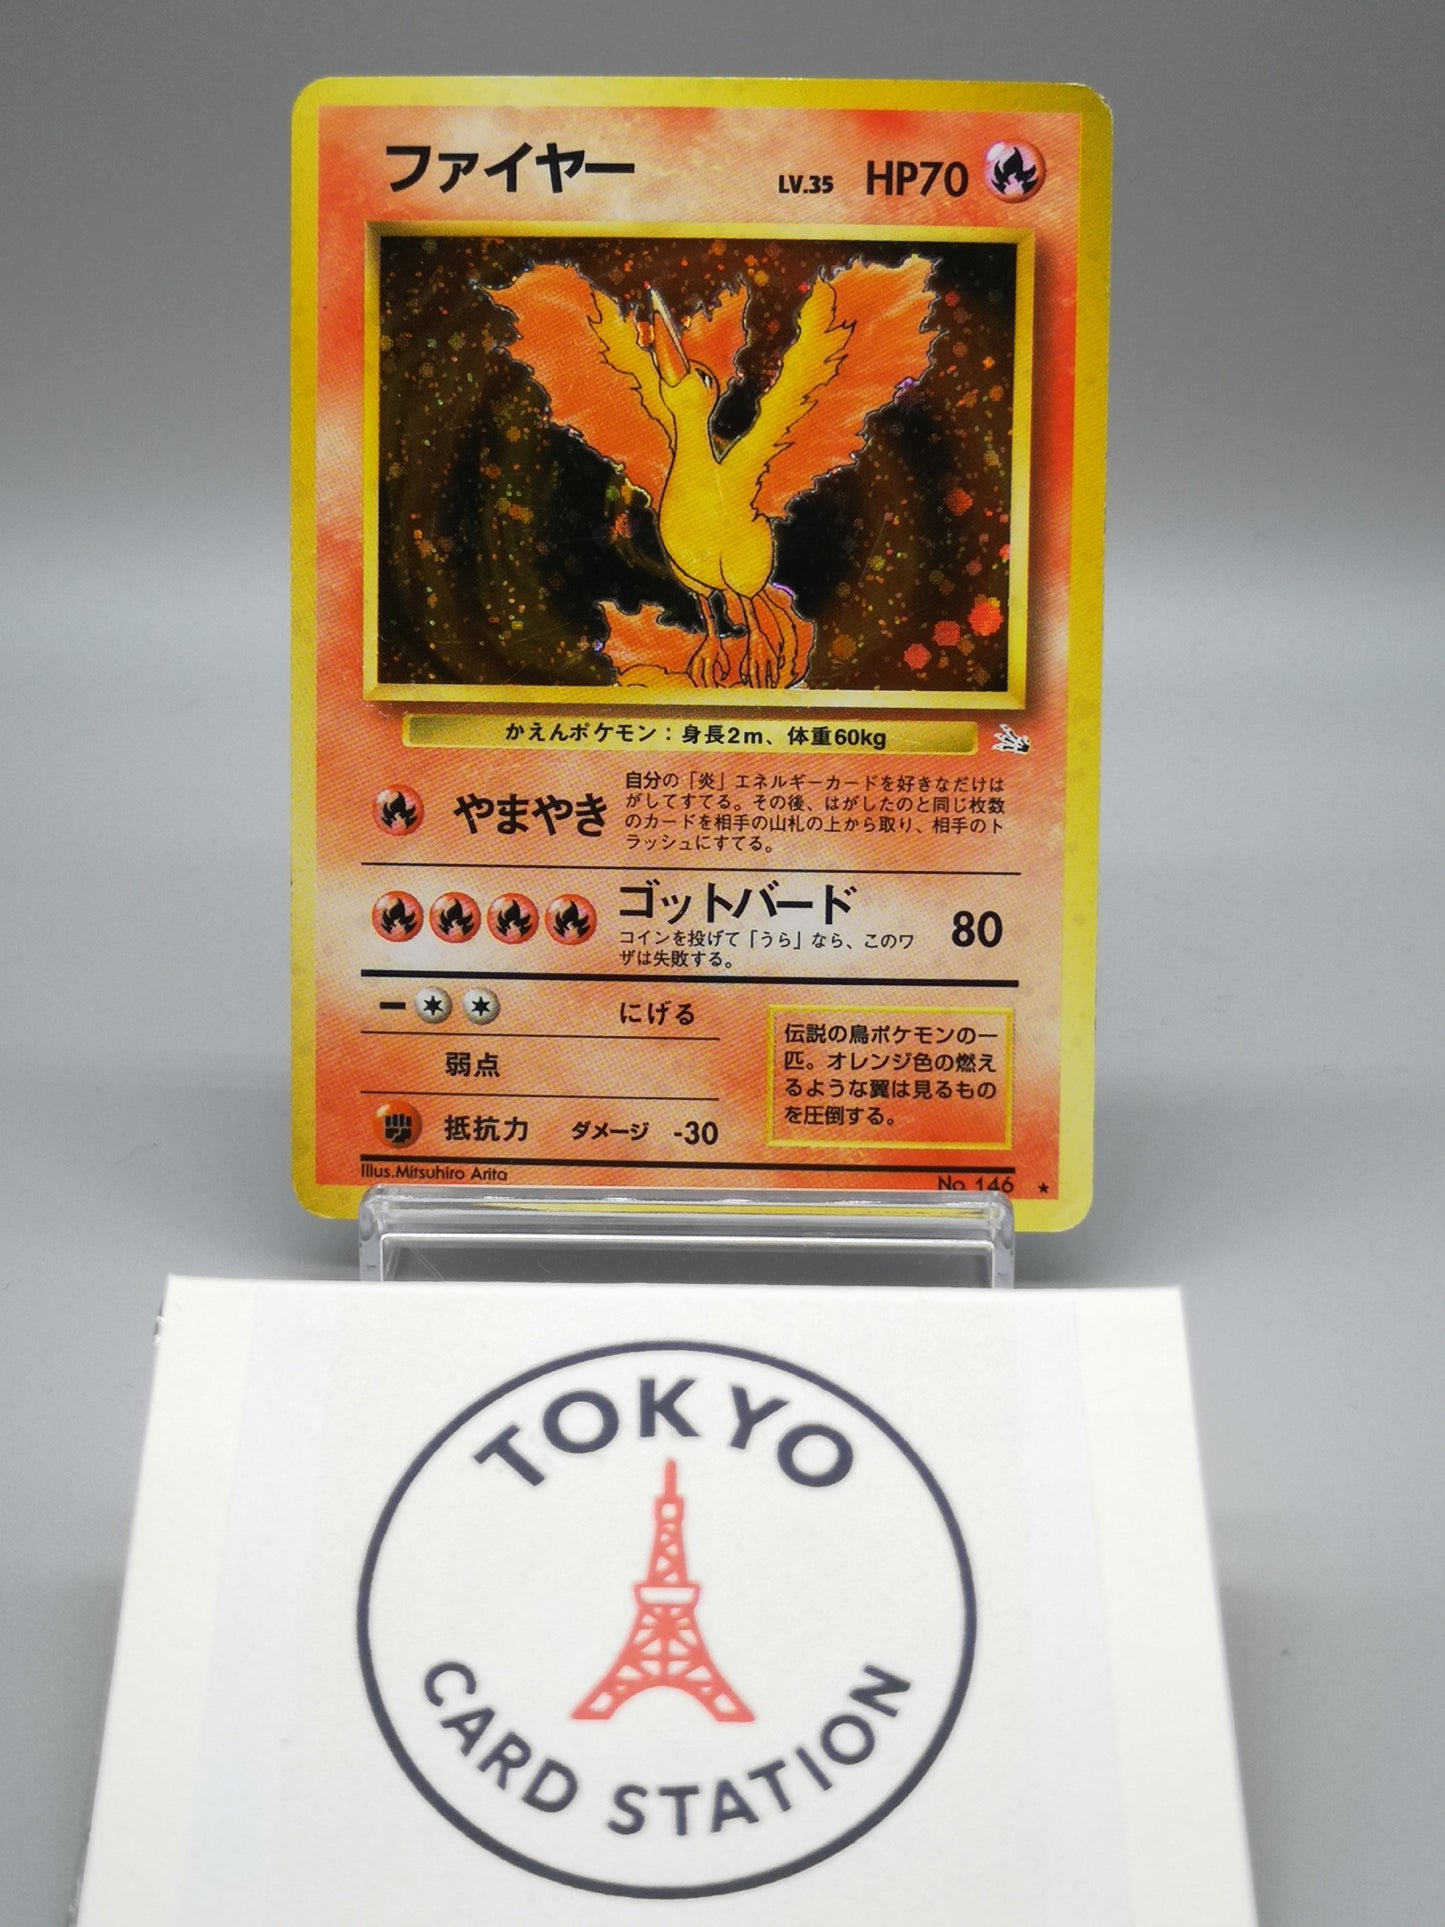 ファイヤー LV.35 HP70
かえんポケモン：身長2m、体重60kg
やまやき
自分の「炎」エネルギーカードを好きなだけは
がしてすてる。その後、はがしたのと同じ枚数
のカードを相手の山札の上から取り、相手のト
ラッシュにすてる。
ゴットバード 80
コインを投げて「うら」なら、このワ
ザは失敗する。
にげる
弱点
抵抗力 ダメージ -30
伝説の鳥ポケモンの一
匹。オレンジ色の燃え
るような翼は見るもの
を圧倒する。
Illus.Mitsuhiro Arita No. 146 ★
TOKYO
CARD STATION